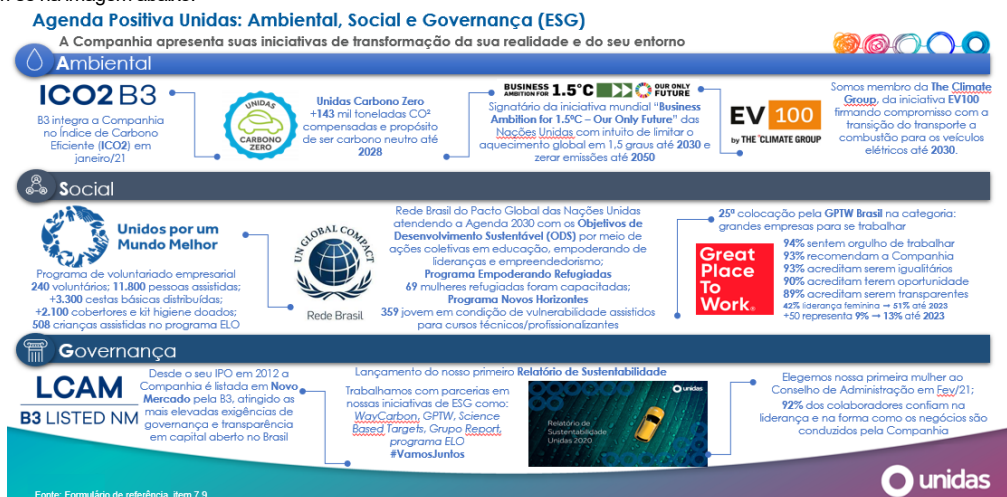 Agenda Positiva Unidas: Ambiental, Social e Governança (ESG)
A Companhia apresenta suas iniciativas de transformação da sua realidade e do seu entorno
Ambiental
ICO2 B3
B3 integra a Companhia
no Índice de Carbono
Eficiente (ICO2) em
janeiro/21
UNIDAS
CARBONO
ZERO
Unidas Carbono Zero
+143 mil toneladas CO²
compensadas e propósito
de ser carbono neutro até
2028
BUSINESS AMBITION FOR 1.5°C
OUR ONLY FUTURE
Signatário da iniciativa mundial "Business
Ambition for 1.5ºC – Our Only Future" das
Nações Unidas com intuito de limitar o
aquecimento global em 1,5 graus até 2030 e
zerar emissões até 2050
EV 100
by THE °CLIMATE GROUP
Somos membro da The Climate
Group, da iniciativa EV100
firmando compromisso com a
transição do transporte a
combustão para os veículos
elétricos até 2030.
Social
Unidos por um
Mundo Melhor
Programa de voluntariado empresarial
240 voluntários; 11.800 pessoas assistidas;
+3.300 cestas básicas distribuídas;
+2.100 cobertores e kit higiene doados;
508 crianças assistidas no programa ELO
UN GLOBAL COMPACT
Rede Brasil
Rede Brasil do Pacto Global das Nações Unidas
atendendo a Agenda 2030 com os Objetivos de
Desenvolvimento Sustentável (ODS) por meio de
ações coletivas em educação, empoderando de
lideranças e empreendedorismo;
Programa Empoderando Refugiadas
69 mulheres refugiadas foram capacitadas;
Programa Novos Horizontes
359 jovem em condição de vulnerabilidade assistidos
para cursos técnicos/profissionalizantes
25º colocação pela GPTW Brasil na categoria:
grandes empresas para se trabalhar
Great
Place
To
Work.
94% sentem orgulho de trabalhar
93% recomendam a Companhia
93% acreditam serem igualitários
90% acreditam terem oportunidade
89% acreditam serem transparentes
42% liderança feminina → 51% até 2023
+50 representa 9% → 13% até 2023
Governança
LCAM
B3 LISTED NM
Desde o seu IPO em 2012 a
Companhia é listada em Novo
Mercado pela B3, atingido as
mais elevadas exigências de
governança e transparência
em capital aberto no Brasil
Lançamento do nosso primeiro Relatório de Sustentabilidade
Trabalhamos com parcerias em
nossas iniciativas de ESG como:
WayCarbon, GPTW, Science
Based Targets, Grupo Report,
programa ELO
#VamosJuntos
unidas
Relatório de
Sustentabilidade
Unidas 2020
Elegemos nossa primeira mulher ao
Conselho de Administração em Fev/21;
92% dos colaboradores confiam na
liderança e na forma como os negócios são
conduzidos pela Companhia
unidas
Fonte: Formulário de referência, item 7.9